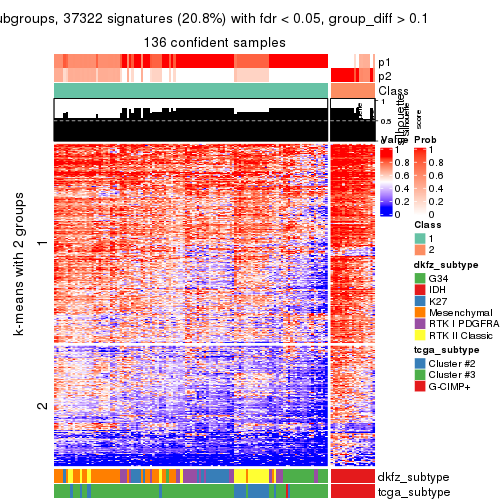 ubgroups, 37322 signatures (20.8%) with fdr < 0.05, group_diff > 0.1
136 confident samples
p1
p2
Class
1
0.5
0
silhouette
score
k-means with 2 groups
1
2
Value
1
0.8
0.6
0.4
0.2
0
Prob
1
0.8
0.6
0.4
0.2
0
Class
1
2
dkfz_subtype
G34
IDH
K27
Mesenchymal
RTK I PDGFRA
RTK II Classic
tcga_subtype
Cluster #2
Cluster #3
G-CIMP+
dkfz_subtype
tcga_subtype